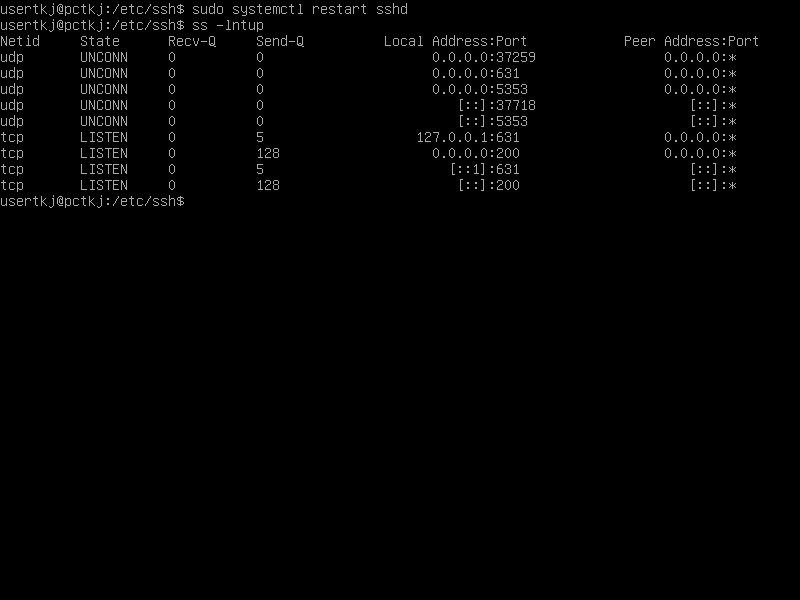 usertkj@pctkj:/etc/ssh$ sudo systemctl restart sshd
usertkj@pctkj:/etc/ssh$ ss -lntup
Netid State Recv-Q Send-Q Local Address:Port Peer Address:Port
udp UNCONN 0 0 0.0.0.0:37259 0.0.0.0:*
udp UNCONN 0 0 0.0.0.0:631 0.0.0.0:*
udp UNCONN 0 0 0.0.0.0:5353 0.0.0.0:*
udp UNCONN 0 0 [::]:37718 [::]:*
udp UNCONN 0 0 [::]:5353 [::]:*
tcp LISTEN 0 5 127.0.0.1:631 0.0.0.0:*
tcp LISTEN 0 128 0.0.0.0:200 0.0.0.0:*
tcp LISTEN 0 5 [::1]:631 [::]:*
tcp LISTEN 0 128 [::]:200 [::]:*
usertkj@pctkj:/etc/ssh$